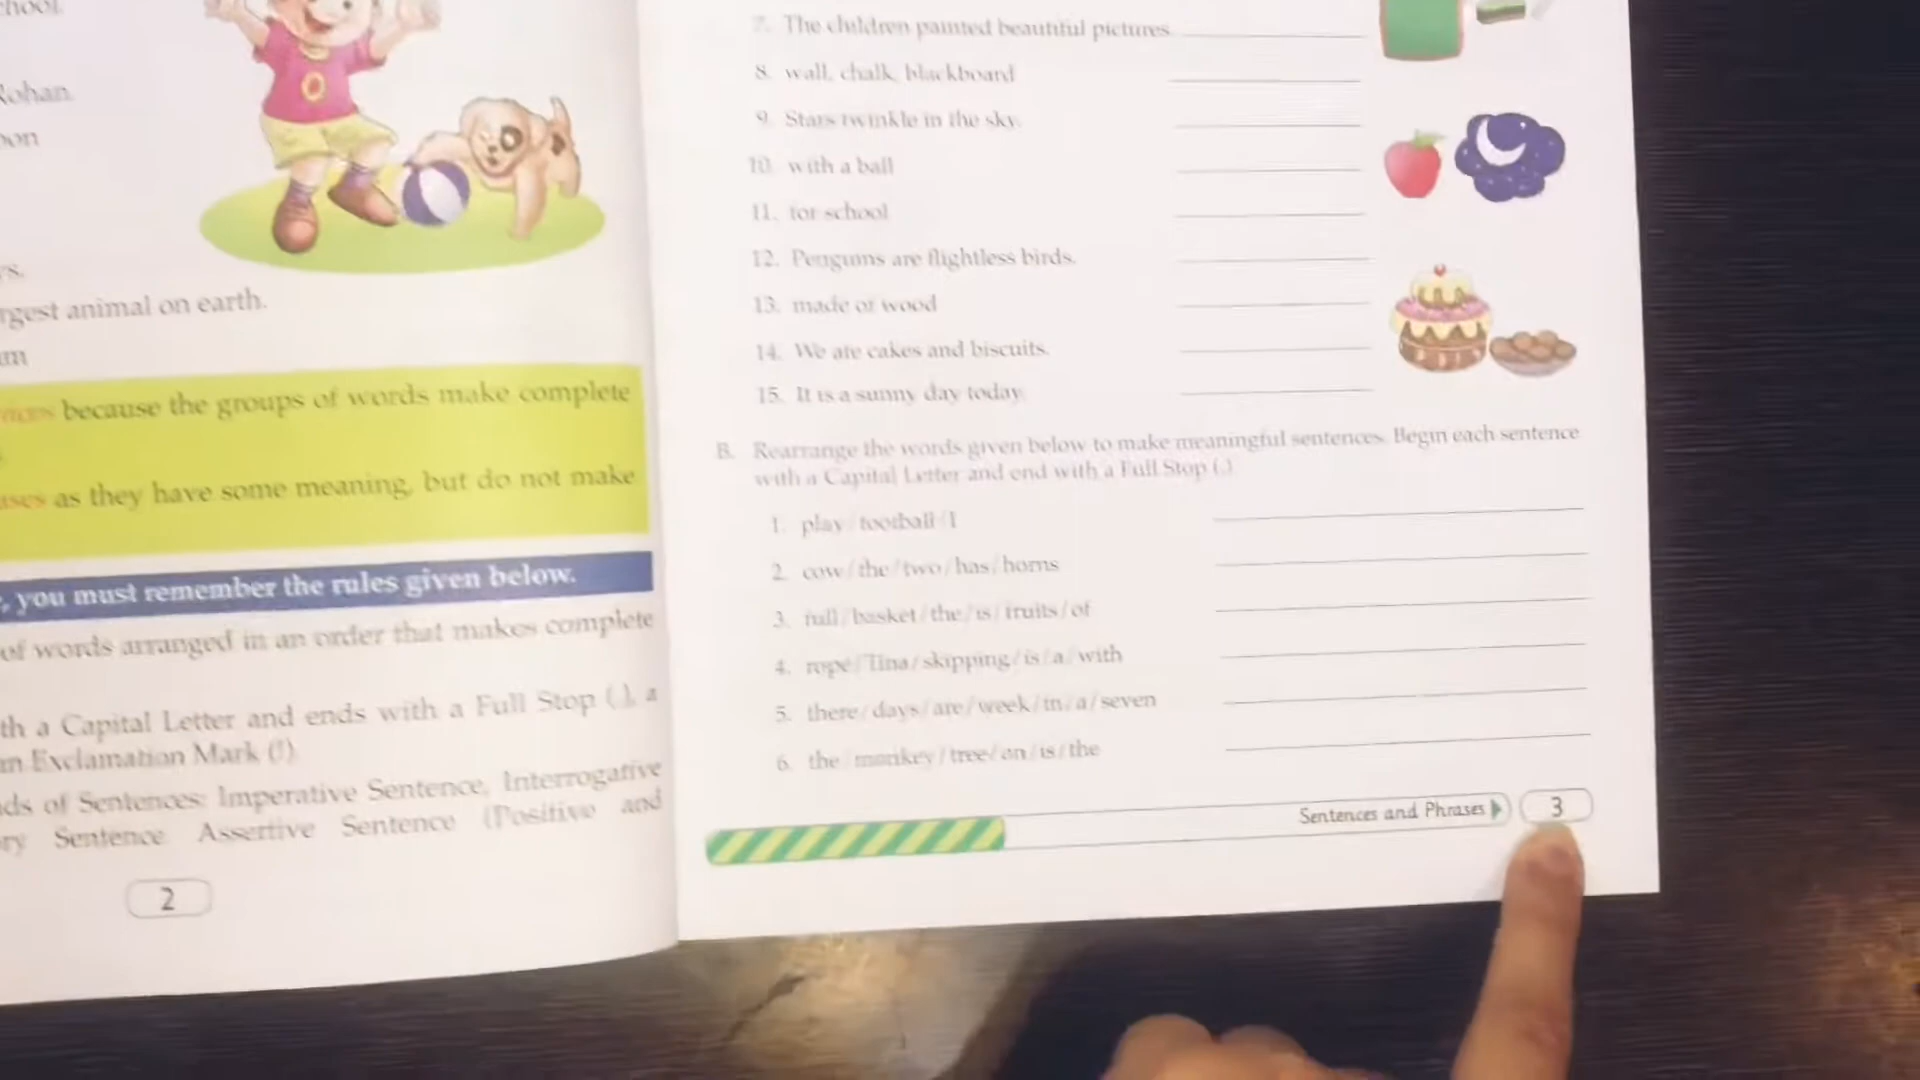 chool.
Rohan.
oon
rs.
rgest animal on earth.
am
nces because the groups of words make complete
ases as they have some meaning, but do not make
, you must remember the rules given below.
of words arranged in an order that makes complete
th a Capital Letter and ends with a Full Stop (.), a
an Exclamation Mark (!).
ds of Sentences: Imperative Sentence, Interrogative
ry Sentence. Assertive Sentence (Positive and
2
7. The children painted beautiful pictures.
8. wall, chalk, blackboard
9. Stars twinkle in the sky.
10. with a ball
11. for school
12. Penguins are flightless birds.
13. made of wood
14. We ate cakes and biscuits.
15. It is a sunny day today.
B. Rearrange the words given below to make meaningful sentences. Begin each sentence
with a Capital Letter and end with a Full Stop (.)
1. play / football / I
2. cow / the / two / has / horns
3. full / basket / the / is / fruits / of
4. rope / Tina / skipping / is / a / with
5. there / days / are / week / in / a / seven
6. the / monkey / tree / on / is / the
Sentences and Phrases
3